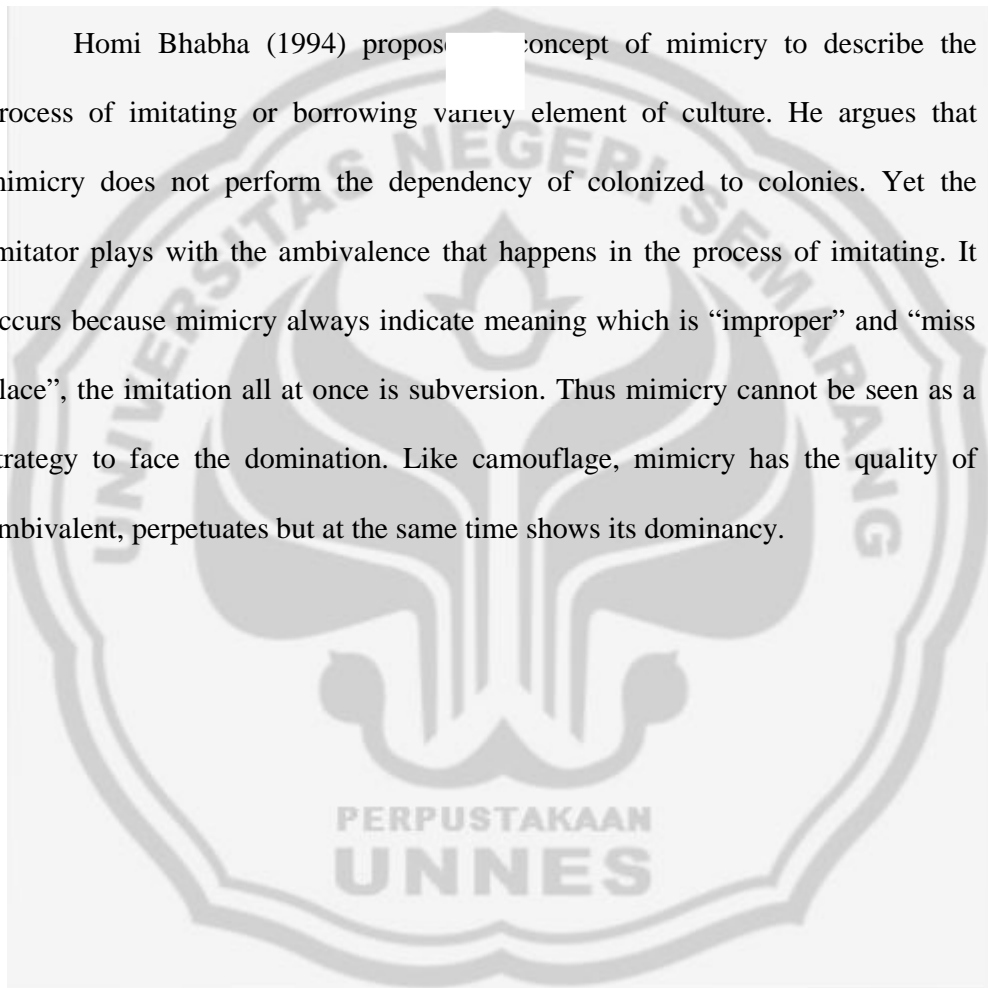 Homi Bhabha (1994) propose concept of mimicry to describe the
rocess of imitating or borrowing variety element of culture. He argues that
mimicry does not perform the dependency of colonized to colonies. Yet the
mitator plays with the ambivalence that happens in the process of imitating. It
ccurs because mimicry always indicate meaning which is “improper” and “miss
lace”, the imitation all at once is subversion. Thus mimicry cannot be seen as a
trategy to face the domination. Like camouflage, mimicry has the quality of
mbivalent, perpetuates but at the same time shows its dominancy.
UNIVERSITAS NEGERI SEMARANG
PERPUSTAKAAN
UNNES